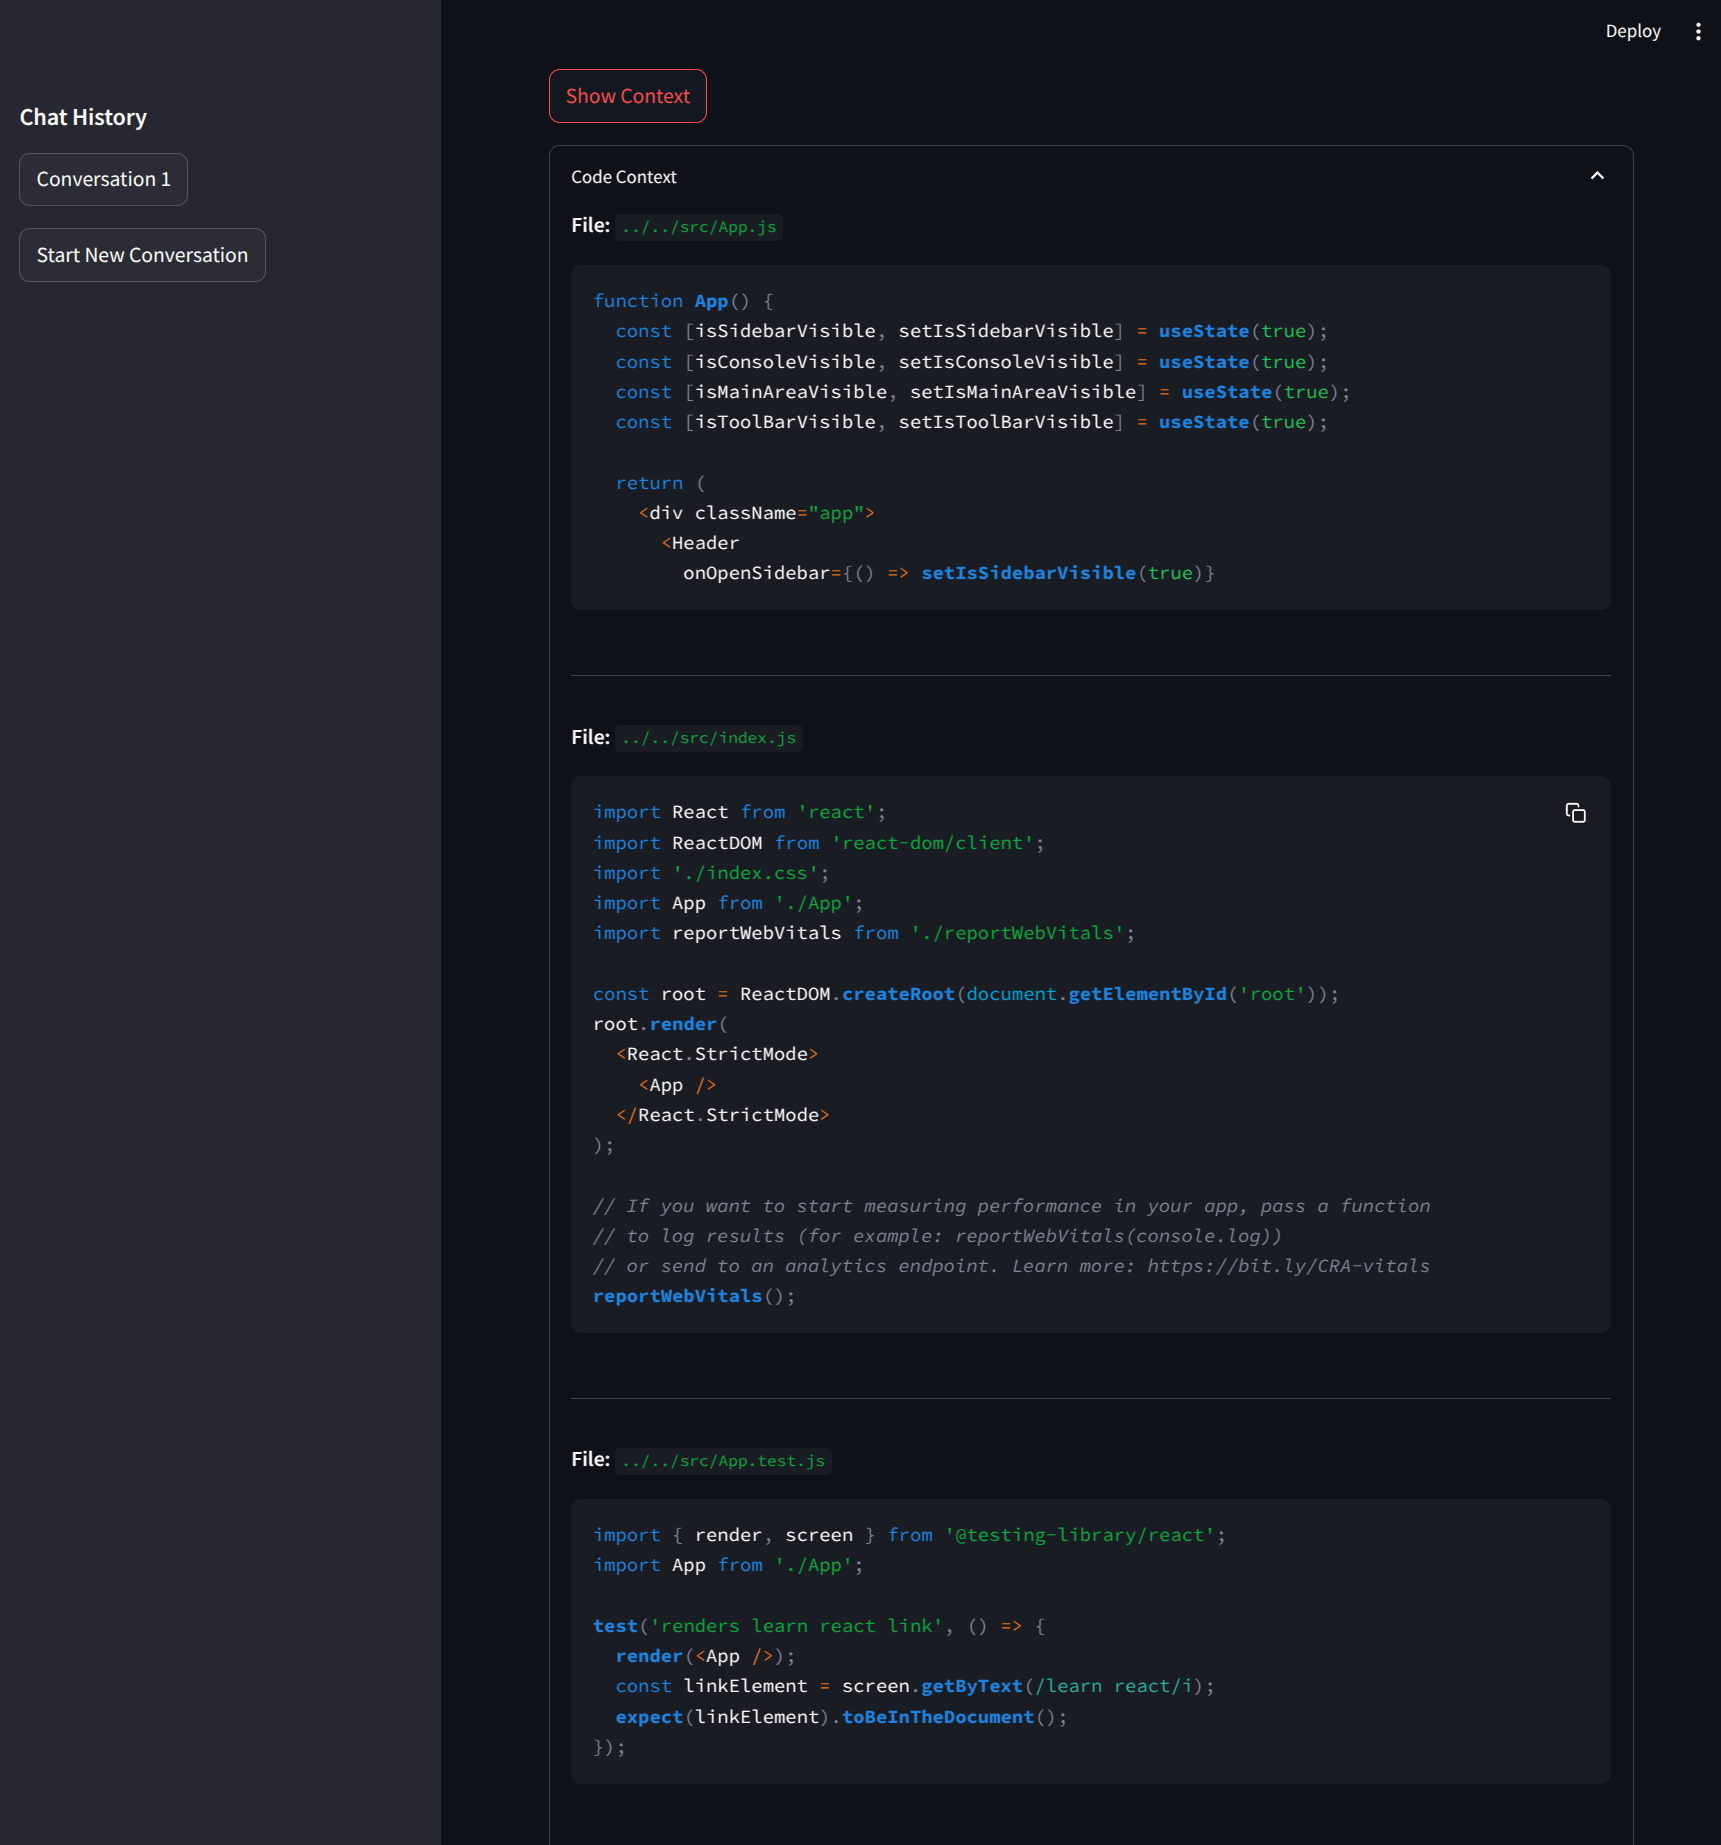 Deploy
Chat History
Conversation 1
Start New Conversation
Show Context
Code Context
File: ../../src/App.js
function App() {
  const [isSidebarVisible, setIsSidebarVisible] = useState(true);
  const [isConsoleVisible, setIsConsoleVisible] = useState(true);
  const [isMainAreaVisible, setIsMainAreaVisible] = useState(true);
  const [isToolBarVisible, setIsToolBarVisible] = useState(true);

  return (
    <div className="app">
      <Header
        onOpenSidebar={() => setIsSidebarVisible(true)}
File: ../../src/index.js
import React from 'react';
import ReactDOM from 'react-dom/client';
import './index.css';
import App from './App';
import reportWebVitals from './reportWebVitals';

const root = ReactDOM.createRoot(document.getElementById('root'));
root.render(
  <React.StrictMode>
    <App />
  </React.StrictMode>
);

// If you want to start measuring performance in your app, pass a function
// to log results (for example: reportWebVitals(console.log))
// or send to an analytics endpoint. Learn more: https://bit.ly/CRA-vitals
reportWebVitals();
File: ../../src/App.test.js
import { render, screen } from '@testing-library/react';
import App from './App';

test('renders learn react link', () => {
  render(<App />);
  const linkElement = screen.getByText(/learn react/i);
  expect(linkElement).toBeInTheDocument();
});